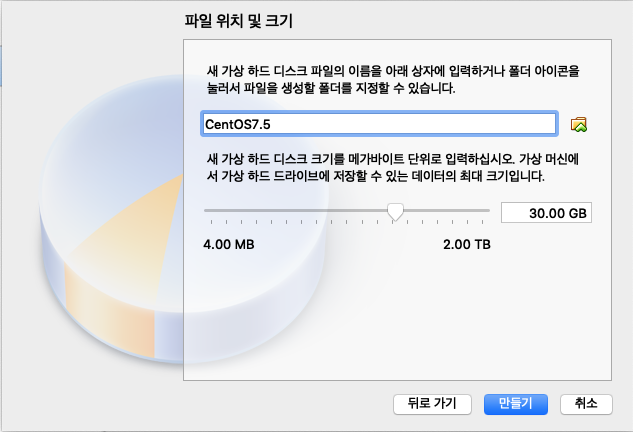 파일 위치 및 크기
새 가상 하드 디스크 파일의 이름을 아래 상자에 입력하거나 폴더 아이콘을
눌러서 파일을 생성할 폴더를 지정할 수 있습니다.
CentOS7.5
새 가상 하드 디스크 크기를 메가바이트 단위로 입력하십시오. 가상 머신에
서 가상 하드 드라이브에 저장할 수 있는 데이터의 최대 크기입니다.
30.00 GB
4.00 MB 2.00 TB
뒤로 가기 만들기 취소